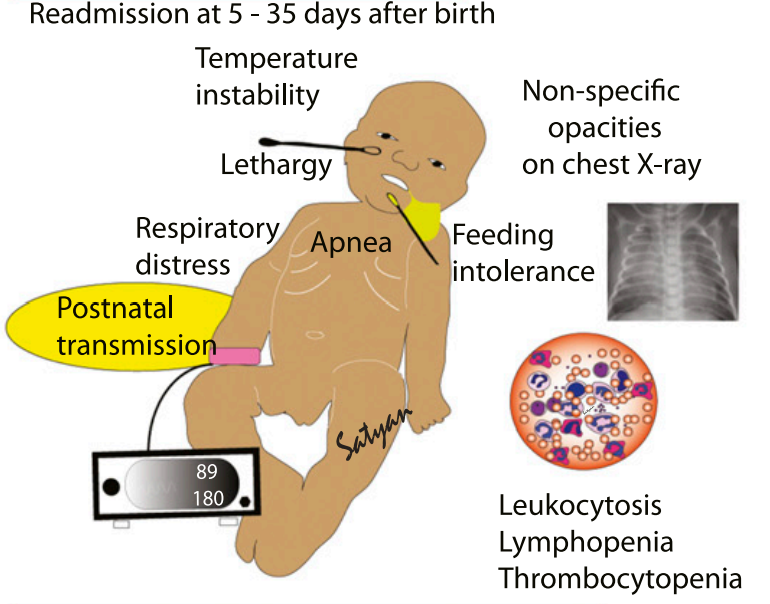 Readmission at 5 - 35 days after birth
Temperature
instability
Non-specific
opacities
on chest X-ray
Lethargy
Respiratory
distress
Apnea
Feeding
intolerance
Postnatal
transmission
Satyan
89
180
Leukocytosis
Lymphopenia
Thrombocytopenia